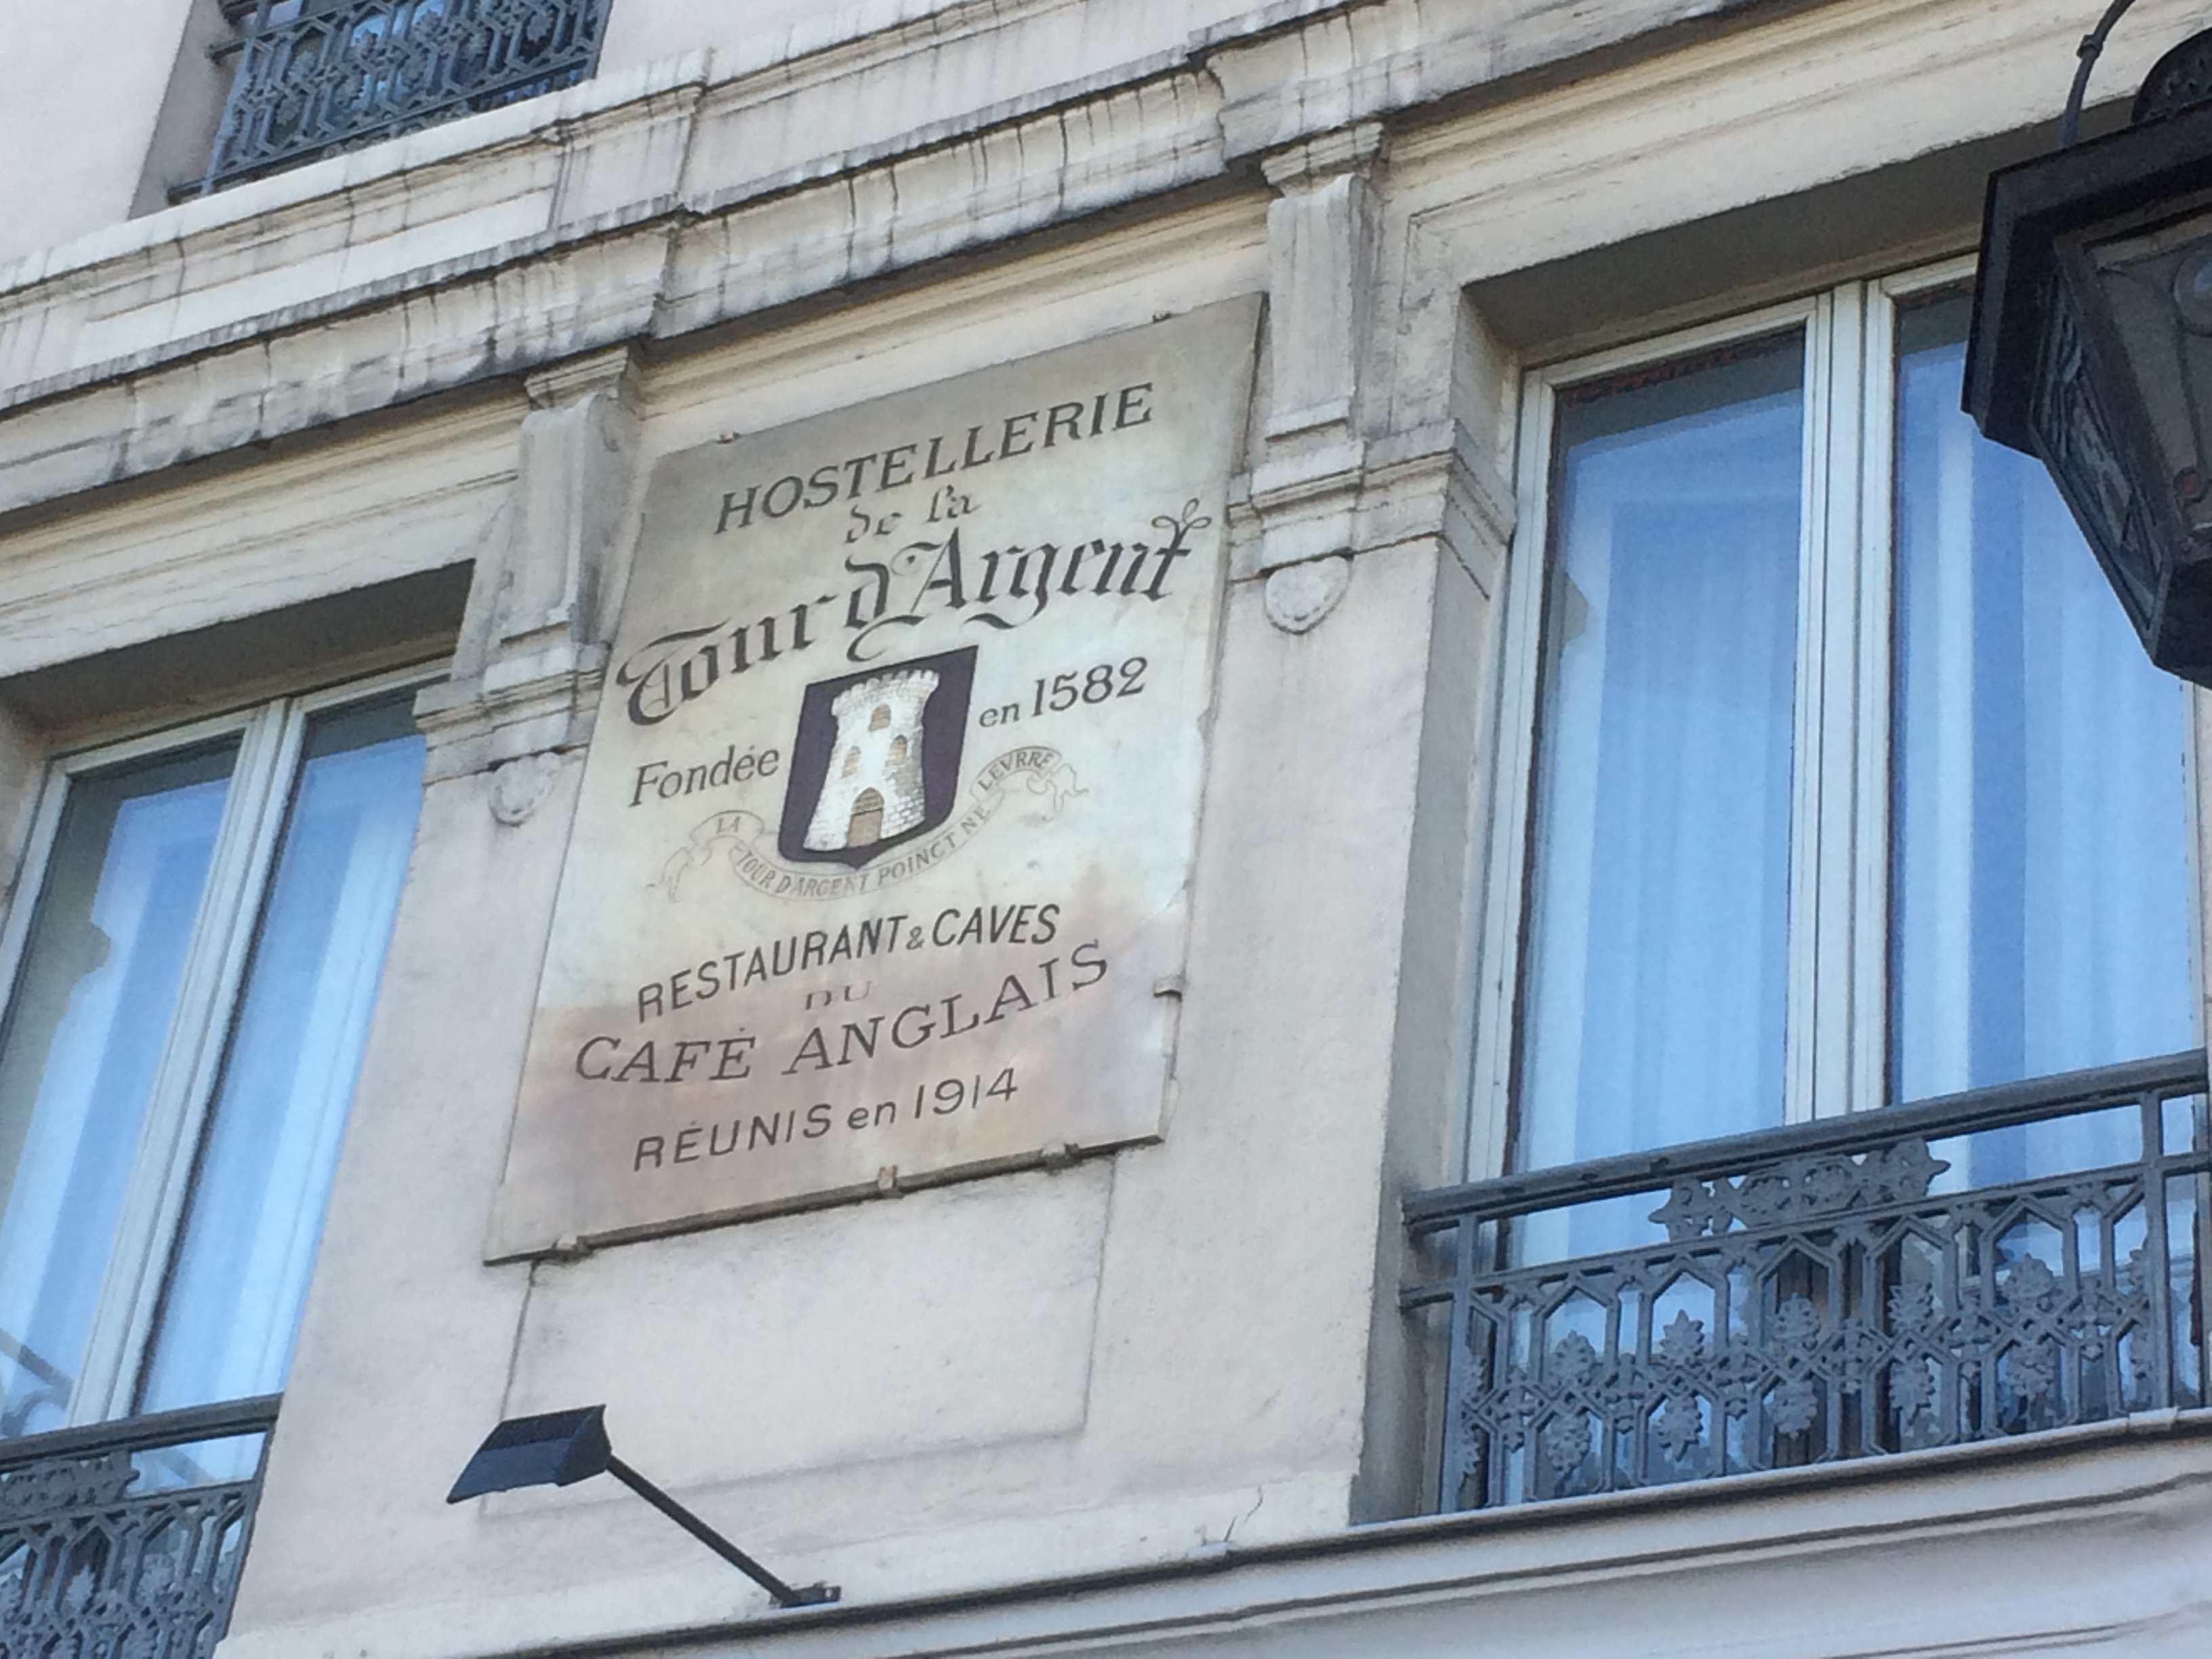 HOSTELLERIE
de la
Tour d'Argent
Fondée en 1582
LA TOUR D'ARGENT POINCT NE LEVRRE
RESTAURANT & CAVES
DU
CAFÉ ANGLAIS
RÉUNIS en 1914